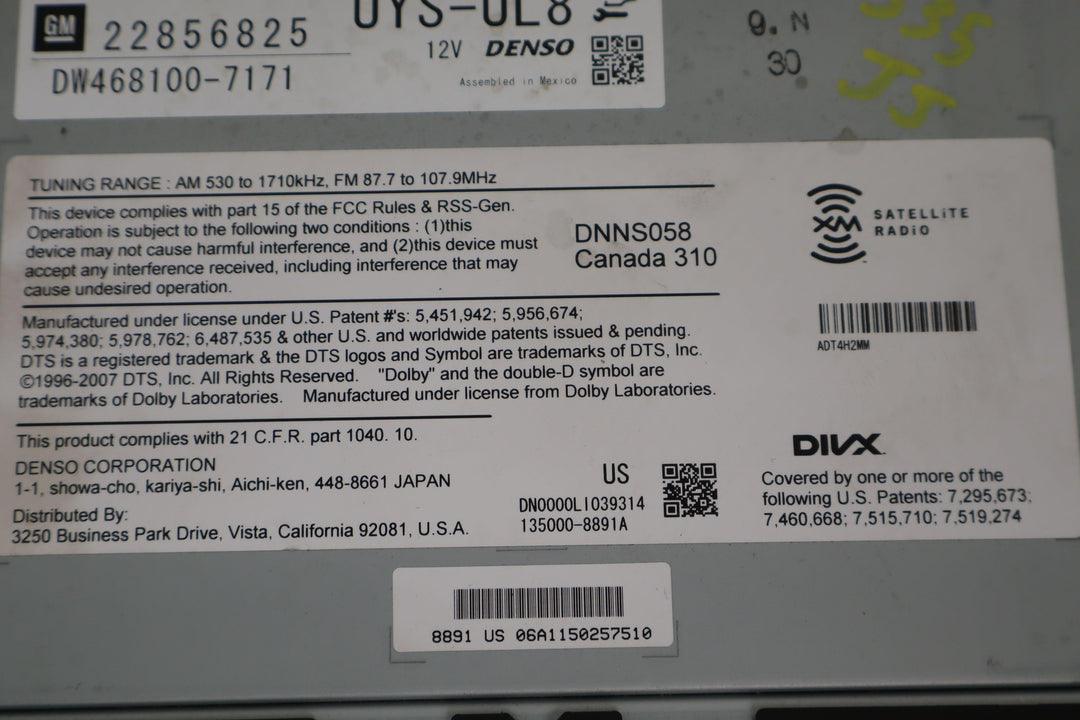 GM 22856825
UYS-UL8
12V DENSO
DW468100-7171
Assembled in Mexico
9. N
30
535
JJ
TUNING RANGE : AM 530 to 1710kHz, FM 87.7 to 107.9MHz
This device complies with part 15 of the FCC Rules & RSS-Gen.
Operation is subject to the following two conditions : (1)this
device may not cause harmful interference, and (2)this device must
accept any interference received, including interference that may
cause undesired operation.
DNNS058
Canada 310
XM SATELLiTE
RADiO
ADT4H2MM
Manufactured under license under U.S. Patent #'s: 5,451,942; 5,956,674;
5,974,380; 5,978,762; 6,487,535 & other U.S. and worldwide patents issued & pending.
DTS is a registered trademark & the DTS logos and Symbol are trademarks of DTS, Inc.
©1996-2007 DTS, Inc. All Rights Reserved. "Dolby" and the double-D symbol are
trademarks of Dolby Laboratories. Manufactured under license from Dolby Laboratories.
This product complies with 21 C.F.R. part 1040. 10.
DENSO CORPORATION
1-1, showa-cho, kariya-shi, Aichi-ken, 448-8661 JAPAN
Distributed By:
3250 Business Park Drive, Vista, California 92081, U.S.A.
US
DN0000LI039314
135000-8891A
DIVX
Covered by one or more of the
following U.S. Patents: 7,295,673;
7,460,668; 7,515,710; 7,519,274
8891 US 06A1150257510